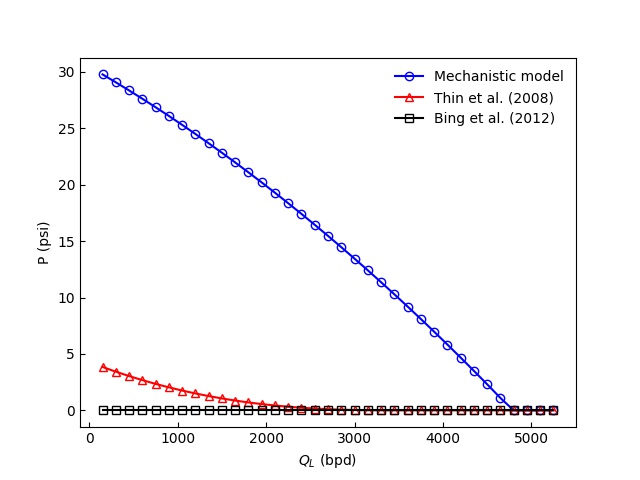 Mechanistic model
Thin et al. (2008)
Bing et al. (2012)
30
25
20
15
10
5
0
P (psi)
0 1000 2000 3000 4000 5000
Q_L (bpd)